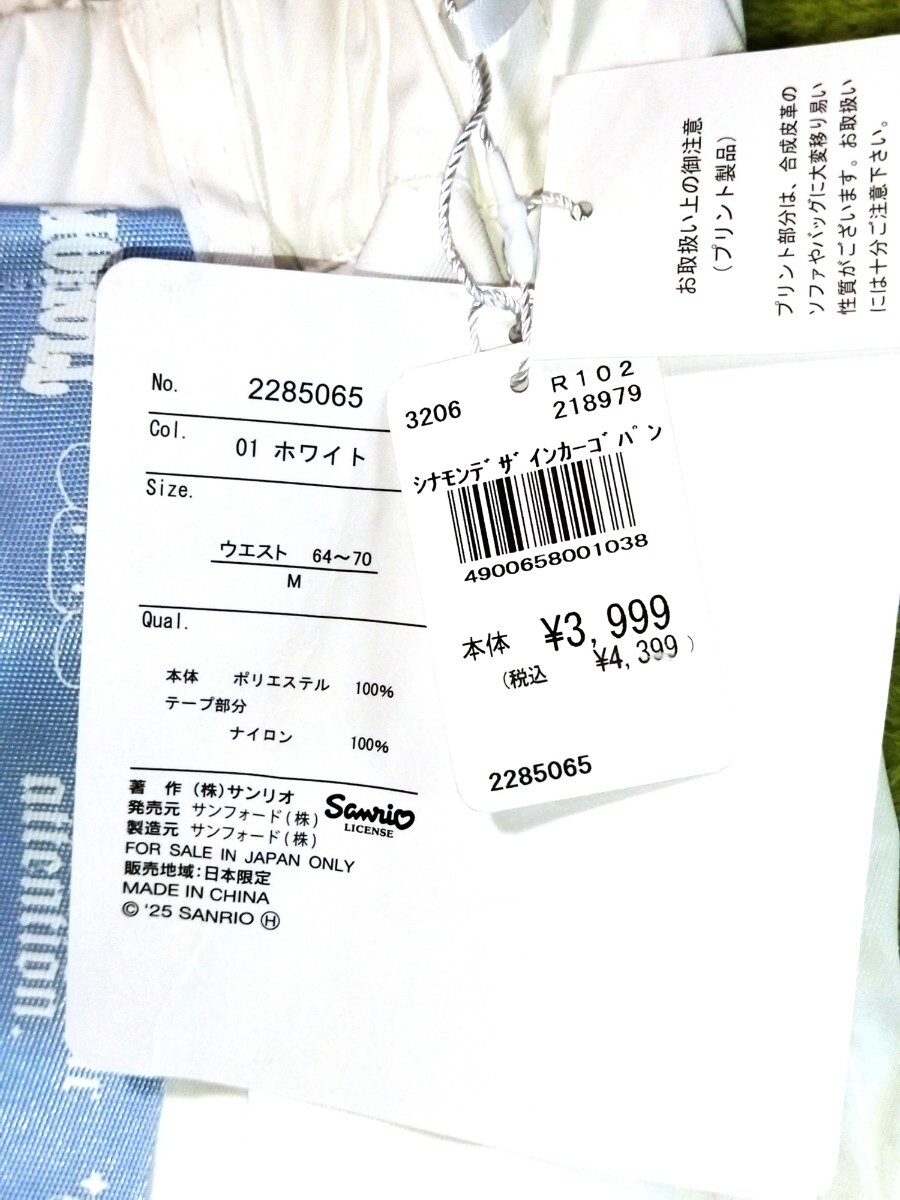 No. 2285065
Col. 01 ホワイト
Size.
ウエスト 64～70
M
Qual.
本体 ポリエステル 100%
テープ部分
ナイロン 100%
著 作 (株)サンリオ
発売元 サンフォード(株)
製造元 サンフォード(株)
Sanrio
LICENSE
FOR SALE IN JAPAN ONLY
販売地域:日本限定
MADE IN CHINA
© '25 SANRIO Ⓗ
3206 R102
218979
シナモンデザインカーゴパン
4900658001038
本体 ¥3,999
(税込 ¥4,399)
2285065
お取扱い上の御注意
(プリント製品)
プリント部分は、合成皮革の
ソファやバッグに大変移り易い
性質がございます。お取扱い
には十分ご注意下さい。
attention.